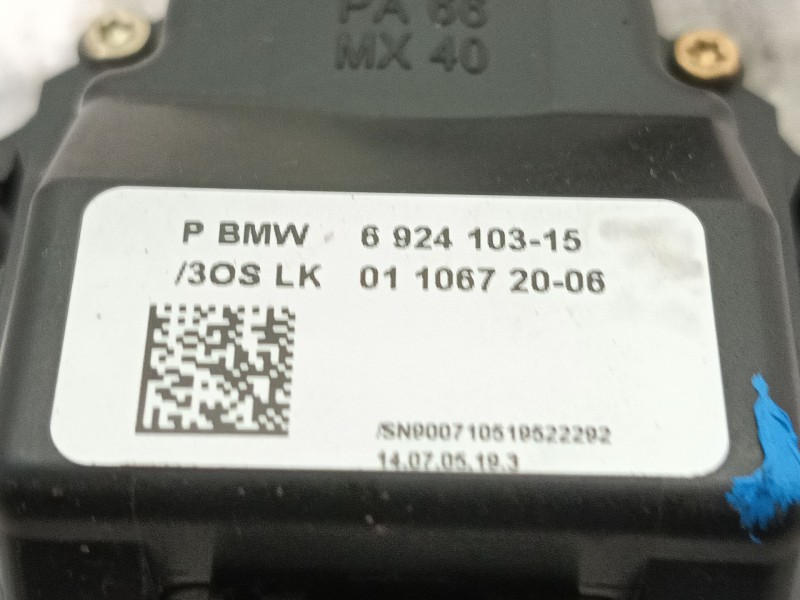 PA 66
MX 40
P BMW 6 924 103-15
/3OS LK 01 1067 20-06
/SN900710519522292
14.07.05.19.3